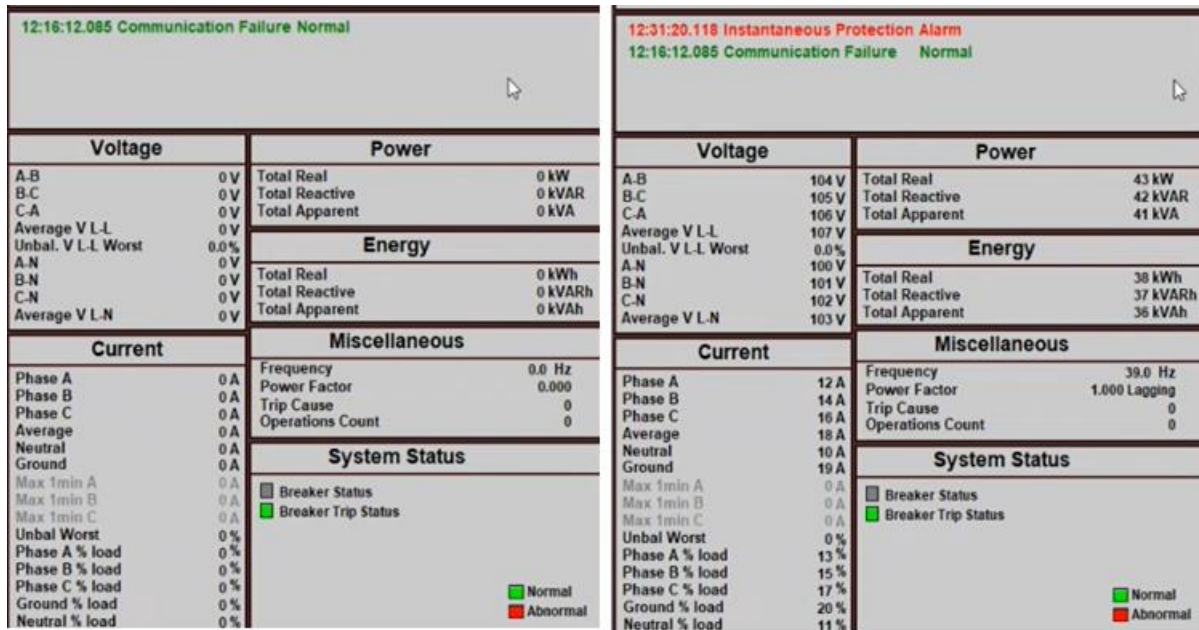 12:16:12.085 Communication Failure Normal
Voltage
A-B 0 V
B-C 0 V
C-A 0 V
Average V L-L 0 V
Unbal. V L-L Worst 0.0 %
A-N 0 V
B-N 0 V
C-N 0 V
Average V L-N 0 V
Current
Phase A 0 A
Phase B 0 A
Phase C 0 A
Average 0 A
Neutral 0 A
Ground 0 A
Max 1min A 0 A
Max 1min B 0 A
Max 1min C 0 A
Unbal Worst 0 %
Phase A % load 0 %
Phase B % load 0 %
Phase C % load 0 %
Ground % load 0 %
Neutral % load 0 %
Power
Total Real 0 kW
Total Reactive 0 kVAR
Total Apparent 0 kVA
Energy
Total Real 0 kWh
Total Reactive 0 kVARh
Total Apparent 0 kVAh
Miscellaneous
Frequency 0.0 Hz
Power Factor 0.000
Trip Cause 0
Operations Count 0
System Status
Breaker Status
Breaker Trip Status
Normal
Abnormal
12:31:20.118 Instantaneous Protection Alarm
12:16:12.085 Communication Failure Normal
Voltage
A-B 104 V
B-C 105 V
C-A 106 V
Average V L-L 107 V
Unbal. V L-L Worst 0.0 %
A-N 100 V
B-N 101 V
C-N 102 V
Average V L-N 103 V
Current
Phase A 12 A
Phase B 14 A
Phase C 16 A
Average 18 A
Neutral 10 A
Ground 19 A
Max 1min A 0 A
Max 1min B 0 A
Max 1min C 0 A
Unbal Worst 0 %
Phase A % load 13 %
Phase B % load 15 %
Phase C % load 17 %
Ground % load 20 %
Neutral % load 11 %
Power
Total Real 43 kW
Total Reactive 42 kVAR
Total Apparent 41 kVA
Energy
Total Real 38 kWh
Total Reactive 37 kVARh
Total Apparent 36 kVAh
Miscellaneous
Frequency 39.0 Hz
Power Factor 1.000 Lagging
Trip Cause 0
Operations Count 0
System Status
Breaker Status
Breaker Trip Status
Normal
Abnormal